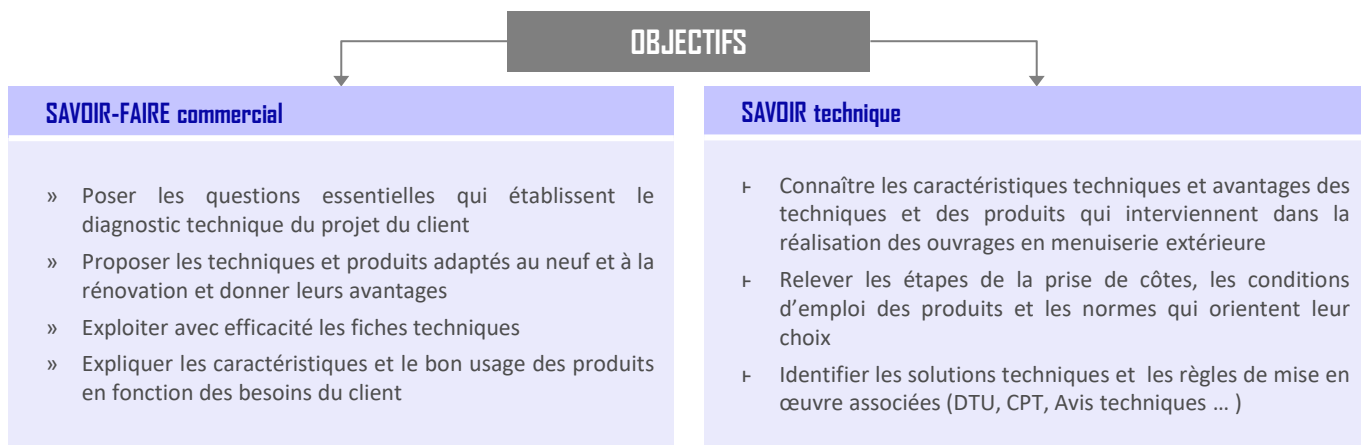 OBJECTIFS
SAVOIR-FAIRE commercial
» Poser les questions essentielles qui établissent le
diagnostic technique du projet du client
» Proposer les techniques et produits adaptés au neuf et à la
rénovation et donner leurs avantages
» Exploiter avec efficacité les fiches techniques
» Expliquer les caractéristiques et le bon usage des produits
en fonction des besoins du client
SAVOIR technique
⊦ Connaître les caractéristiques techniques et avantages des
techniques et des produits qui interviennent dans la
réalisation des ouvrages en menuiserie extérieure
⊦ Relever les étapes de la prise de côtes, les conditions
d’emploi des produits et les normes qui orientent leur
choix
⊦ Identifier les solutions techniques et les règles de mise en
œuvre associées (DTU, CPT, Avis techniques … )